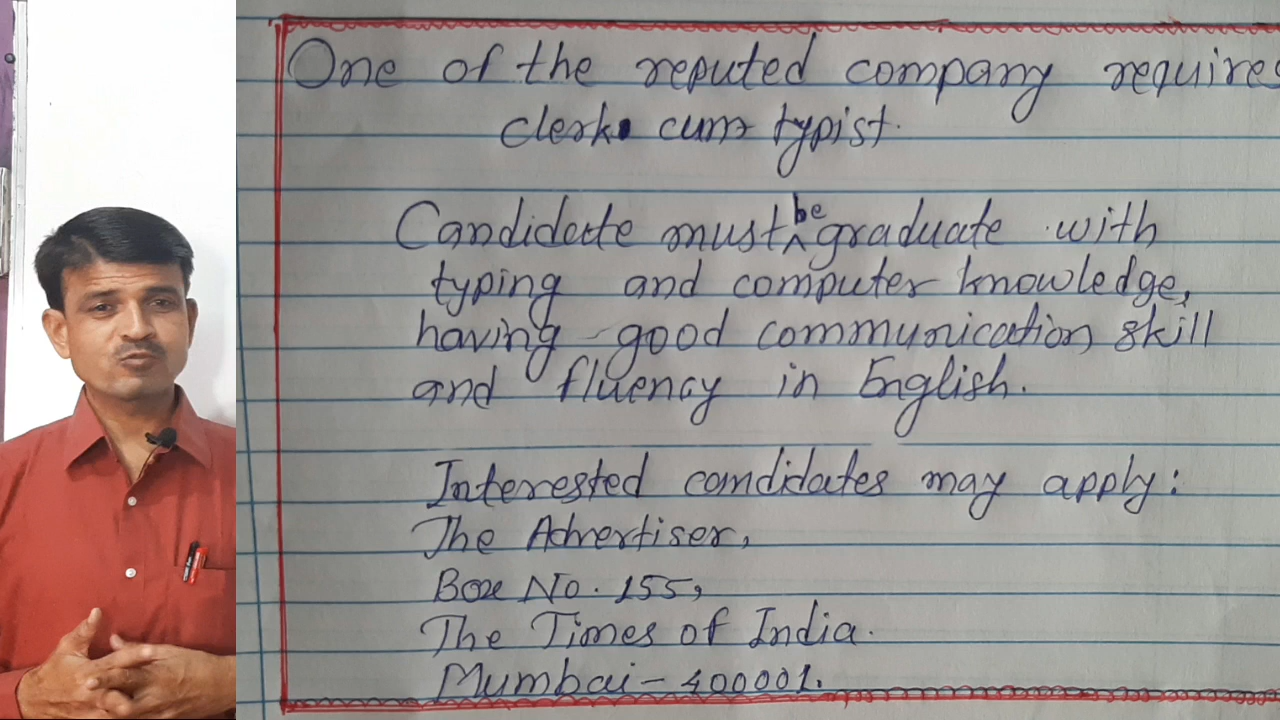 One of the reputed company requires
clerk cum typist.
Candidate must be graduate with
typing and computer knowledge,
having good communication skill
and fluency in English.
Interested candidates may apply:
The Advertiser,
Box No. 155,
The Times of India.
Mumbai - 400001.